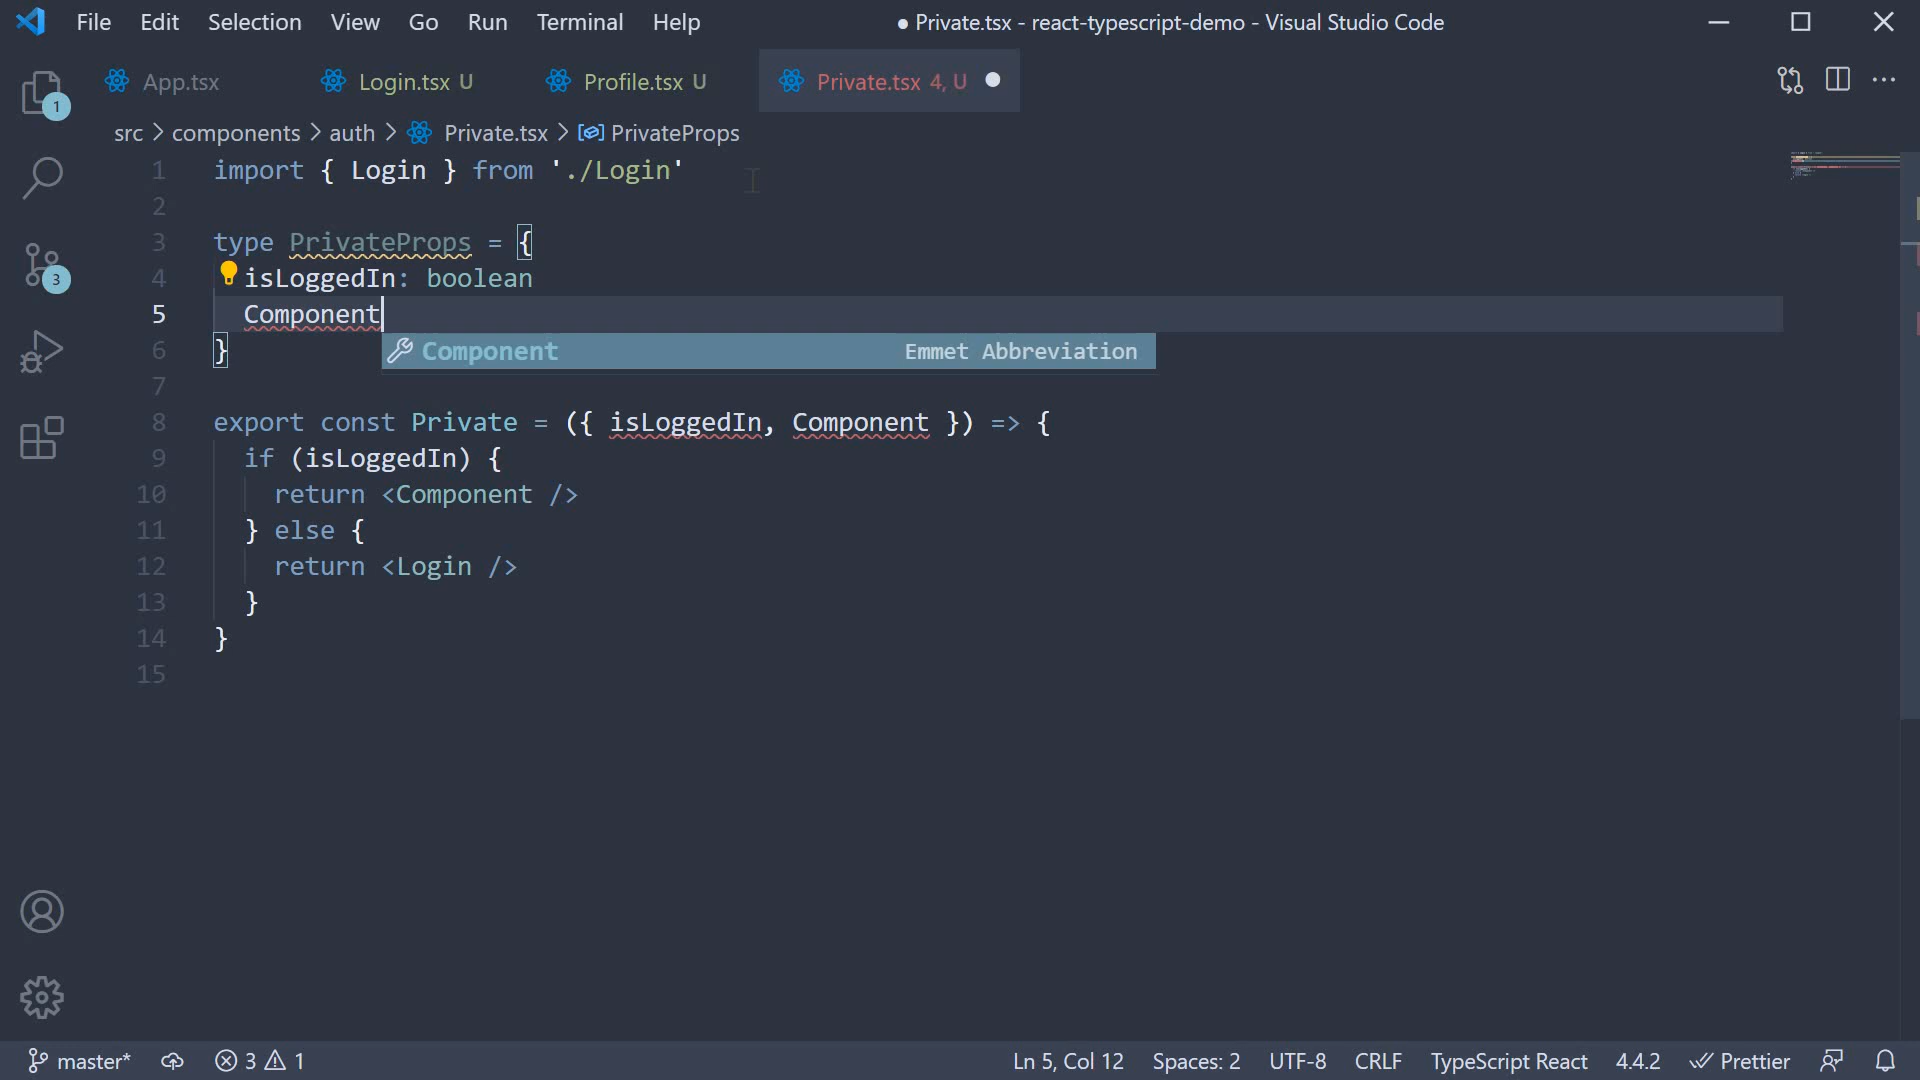 File Edit Selection View Go Run Terminal Help ● Private.tsx - react-typescript-demo - Visual Studio Code
App.tsx Login.tsx U Profile.tsx U Private.tsx 4, U
src > components > auth > Private.tsx > PrivateProps
1 import { Login } from './Login'
2
3 type PrivateProps = {
4 isLoggedIn: boolean
5 Component
Component Emmet Abbreviation
6 }
7
8 export const Private = ({ isLoggedIn, Component }) => {
9 if (isLoggedIn) {
10 return <Component />
11 } else {
12 return <Login />
13 }
14 }
15
1
3
master* 3 1 Ln 5, Col 12 Spaces: 2 UTF-8 CRLF TypeScript React 4.4.2 Prettier